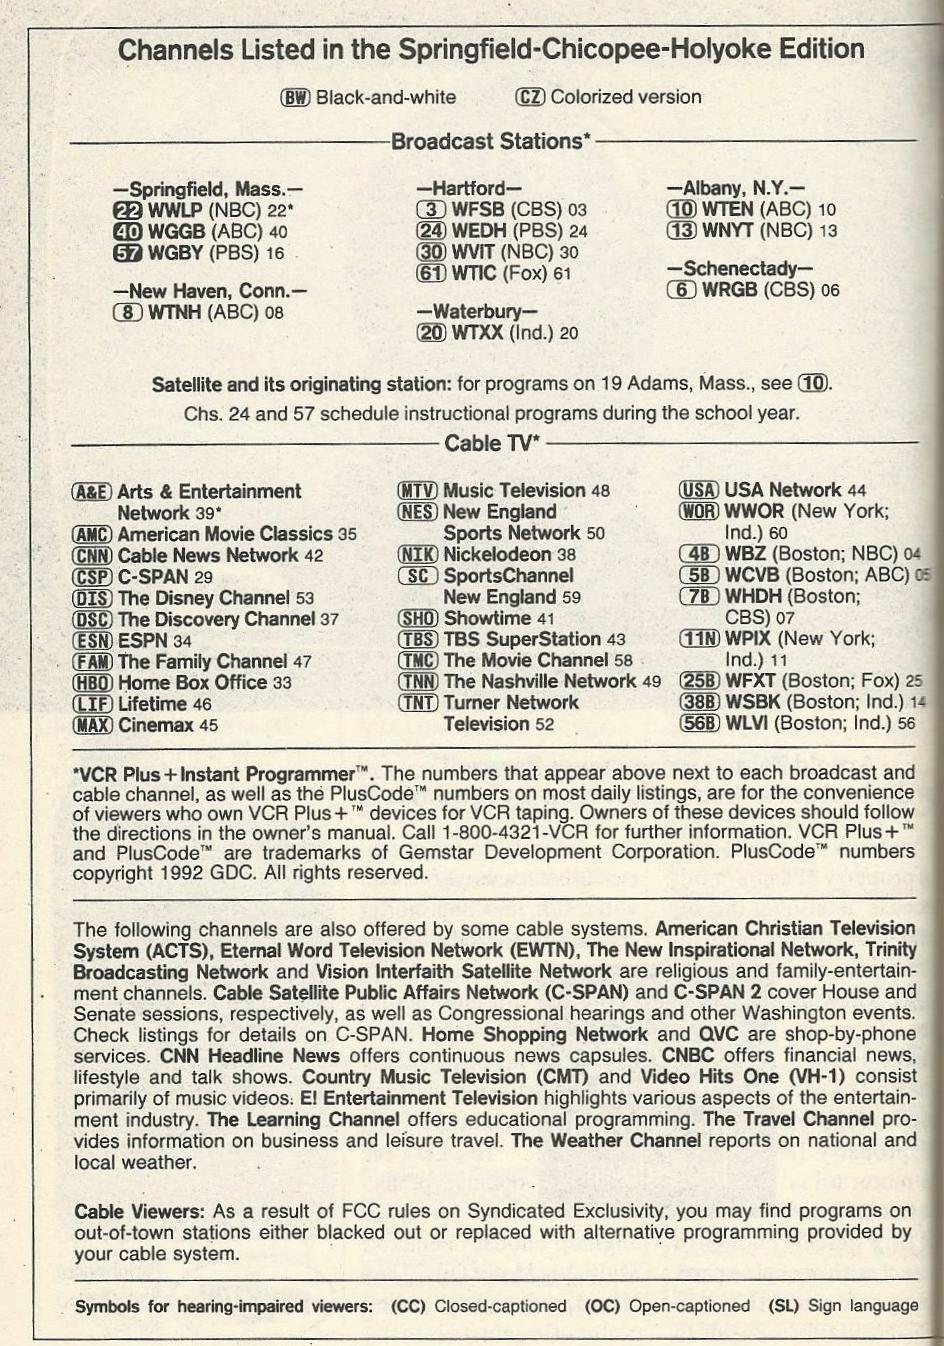 Channels Listed in the Springfield-Chicopee-Holyoke Edition
BW Black-and-white CZ Colorized version
Broadcast Stations*
—Springfield, Mass.—
22 WWLP (NBC) 22*
40 WGGB (ABC) 40
57 WGBY (PBS) 16
—New Haven, Conn.—
8 WTNH (ABC) 08
—Hartford—
3 WFSB (CBS) 03
24 WEDH (PBS) 24
30 WVIT (NBC) 30
61 WTIC (Fox) 61
—Waterbury—
20 WTXX (Ind.) 20
—Albany, N.Y.—
10 WTEN (ABC) 10
13 WNYT (NBC) 13
—Schenectady—
6 WRGB (CBS) 06
Satellite and its originating station: for programs on 19 Adams, Mass., see 10.
Chs. 24 and 57 schedule instructional programs during the school year.
Cable TV*
A&E Arts & Entertainment
Network 39*
AMC American Movie Classics 35
CNN Cable News Network 42
CSP C-SPAN 29
DIS The Disney Channel 53
DSC The Discovery Channel 37
ESN ESPN 34
FAM The Family Channel 47
HBO Home Box Office 33
LIF Lifetime 46
MAX Cinemax 45
MTV Music Television 48
NES New England
Sports Network 50
NIK Nickelodeon 38
SC SportsChannel
New England 59
SHO Showtime 41
TBS TBS SuperStation 43
TMC The Movie Channel 58
TNN The Nashville Network 49
TNT Turner Network
Television 52
USA USA Network 44
WOR WWOR (New York;
Ind.) 60
4B WBZ (Boston; NBC) 04
5B WCVB (Boston; ABC) 05
7B WHDH (Boston;
CBS) 07
11N WPIX (New York;
Ind.) 11
25B WFXT (Boston; Fox) 25
38B WSBK (Boston; Ind.) 14
56B WLVI (Boston; Ind.) 56
*VCR Plus+Instant Programmer™. The numbers that appear above next to each broadcast and
cable channel, as well as the PlusCode™ numbers on most daily listings, are for the convenience
of viewers who own VCR Plus+™ devices for VCR taping. Owners of these devices should follow
the directions in the owner's manual. Call 1-800-4321-VCR for further information. VCR Plus+™
and PlusCode™ are trademarks of Gemstar Development Corporation. PlusCode™ numbers
copyright 1992 GDC. All rights reserved.
The following channels are also offered by some cable systems. American Christian Television
System (ACTS), Eternal Word Television Network (EWTN), The New Inspirational Network, Trinity
Broadcasting Network and Vision Interfaith Satellite Network are religious and family-entertain-
ment channels. Cable Satellite Public Affairs Network (C-SPAN) and C-SPAN 2 cover House and
Senate sessions, respectively, as well as Congressional hearings and other Washington events.
Check listings for details on C-SPAN. Home Shopping Network and QVC are shop-by-phone
services. CNN Headline News offers continuous news capsules. CNBC offers financial news,
lifestyle and talk shows. Country Music Television (CMT) and Video Hits One (VH-1) consist
primarily of music videos. E! Entertainment Television highlights various aspects of the entertain-
ment industry. The Learning Channel offers educational programming. The Travel Channel pro-
vides information on business and leisure travel. The Weather Channel reports on national and
local weather.
Cable Viewers: As a result of FCC rules on Syndicated Exclusivity, you may find programs on
out-of-town stations either blacked out or replaced with alternative programming provided by
your cable system.
Symbols for hearing-impaired viewers: (CC) Closed-captioned (OC) Open-captioned (SL) Sign language